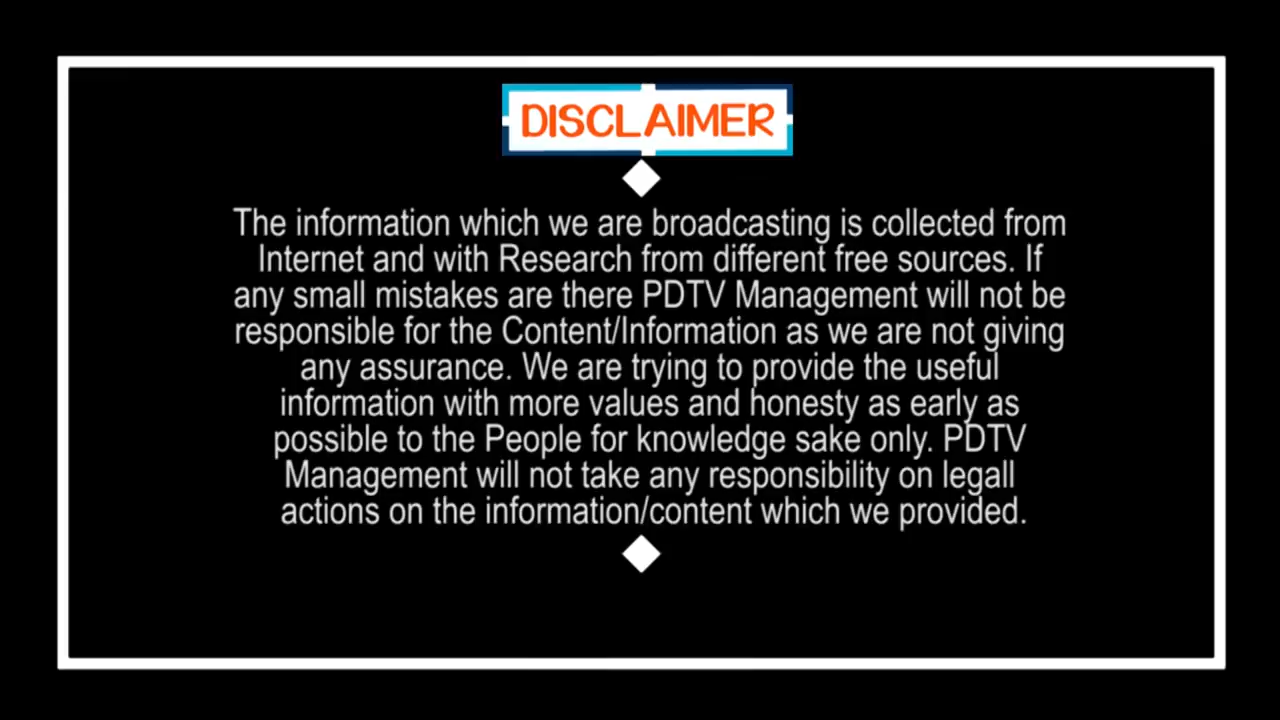 DISCLAIMER
The information which we are broadcasting is collected from
Internet and with Research from different free sources. If
any small mistakes are there PDTV Management will not be
responsible for the Content/Information as we are not giving
any assurance. We are trying to provide the useful
information with more values and honesty as early as
possible to the People for knowledge sake only. PDTV
Management will not take any responsibility on legall
actions on the information/content which we provided.